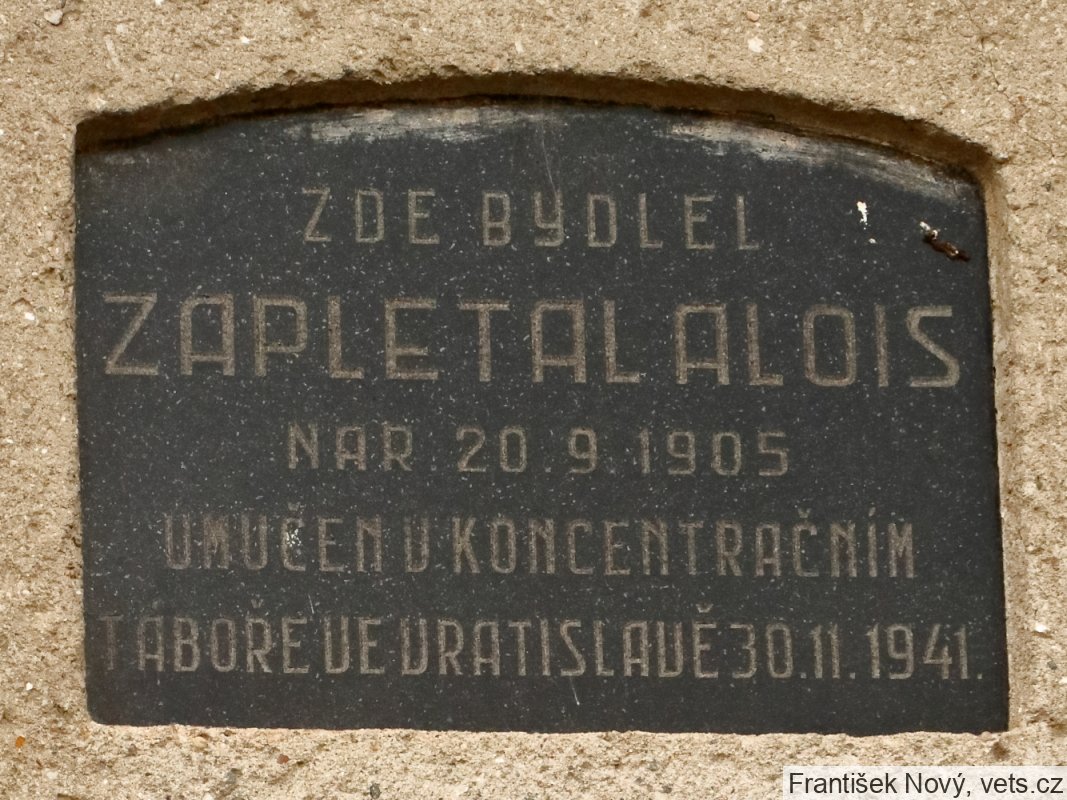 ZDE BYDLEL
ZAPLETAL ALOIS
NAR. 20.9.1905
UMUČEN V KONCENTRAČNÍM
TÁBOŘE VE VRATISLAVĚ 30.11.1941.
František Nový, vets.cz